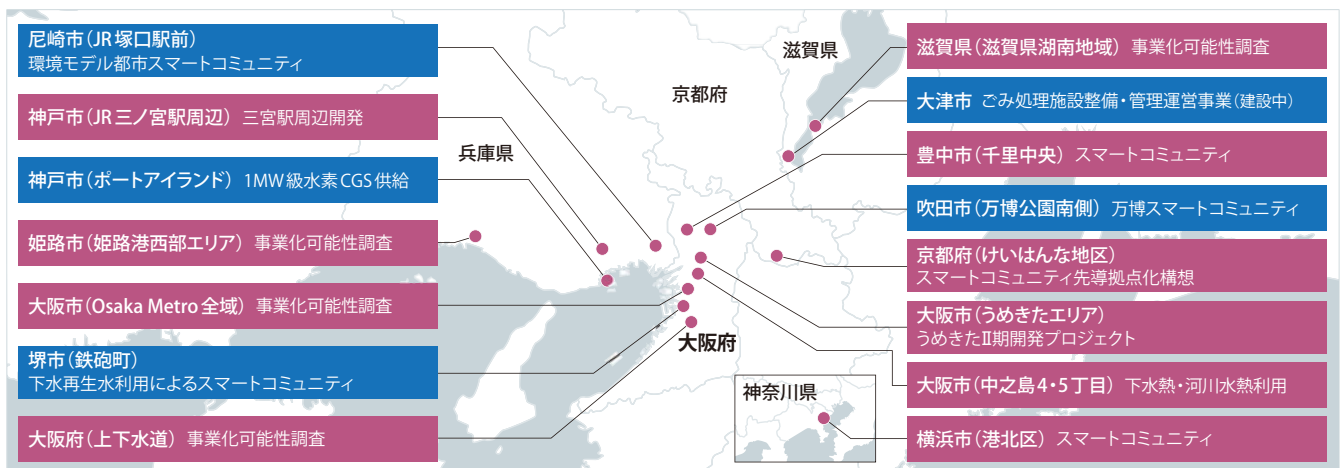 尼崎市(JR塚口駅前)
環境モデル都市スマートコミュニティ
神戸市(JR三ノ宮駅周辺) 三宮駅周辺開発
神戸市(ポートアイランド) 1MW級水素CGS供給
姫路市(姫路港西部エリア) 事業化可能性調査
大阪市(Osaka Metro全域) 事業化可能性調査
堺市(鉄砲町)
下水再生水利用によるスマートコミュニティ
大阪府(上下水道) 事業化可能性調査
兵庫県
京都府
滋賀県
大阪府
神奈川県
滋賀県(滋賀県湖南地域) 事業化可能性調査
大津市 ごみ処理施設整備・管理運営事業(建設中)
豊中市(千里中央) スマートコミュニティ
吹田市(万博公園南側) 万博スマートコミュニティ
京都府(けいはんな地区)
スマートコミュニティ先導拠点化構想
大阪市(うめきたエリア)
うめきたⅡ期開発プロジェクト
大阪市(中之島4・5丁目) 下水熱・河川水熱利用
横浜市(港北区) スマートコミュニティ